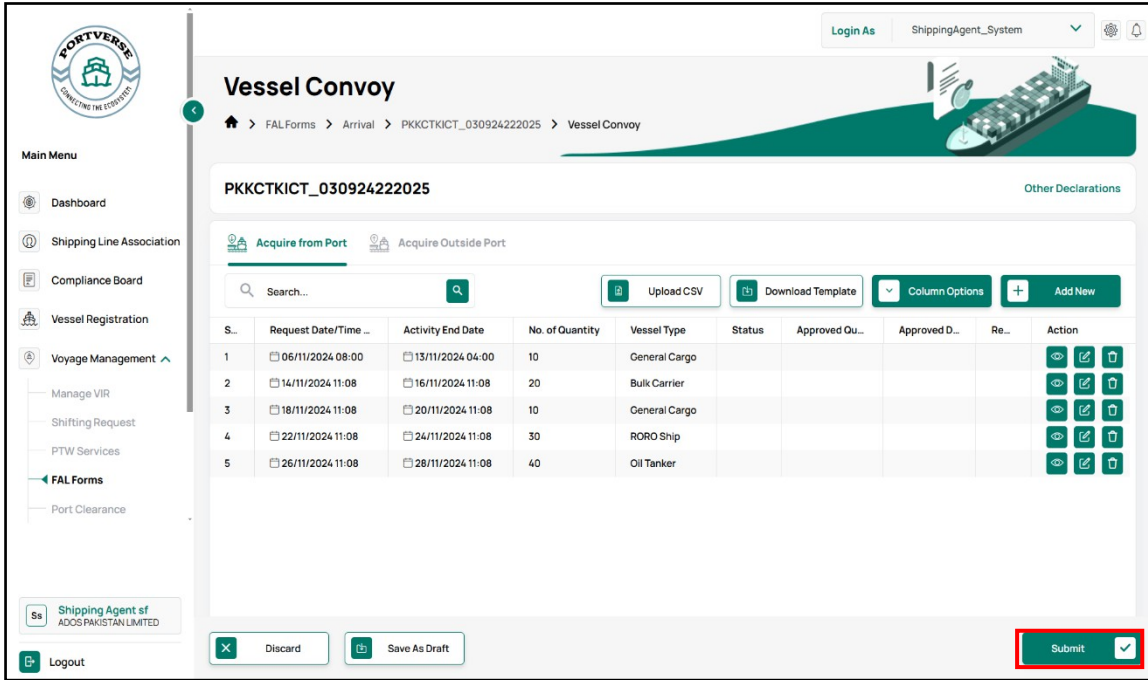 PORTVERSE
CONNECTING THE ECOSYSTEM
Login As ShippingAgent_System
Vessel Convoy
> FAL Forms > Arrival > PKKCTKICT_030924222025 > Vessel Convoy
Main Menu
Dashboard
Shipping Line Association
Compliance Board
Vessel Registration
Voyage Management
Manage VIR
Shifting Request
PTW Services
FAL Forms
Port Clearance
Ss Shipping Agent sf
ADOS PAKISTAN LIMITED
Logout
PKKCTKICT_030924222025 Other Declarations
Acquire from Port Acquire Outside Port
Search... Upload CSV Download Template Column Options + Add New
S... Request Date/Time ... Activity End Date No. of Quantity Vessel Type Status Approved Qu... Approved D... Re... Action
1 06/11/2024 08:00 13/11/2024 04:00 10 General Cargo
2 14/11/2024 11:08 16/11/2024 11:08 20 Bulk Carrier
3 18/11/2024 11:08 20/11/2024 11:08 10 General Cargo
4 22/11/2024 11:08 24/11/2024 11:08 30 RORO Ship
5 26/11/2024 11:08 28/11/2024 11:08 40 Oil Tanker
Discard Save As Draft Submit